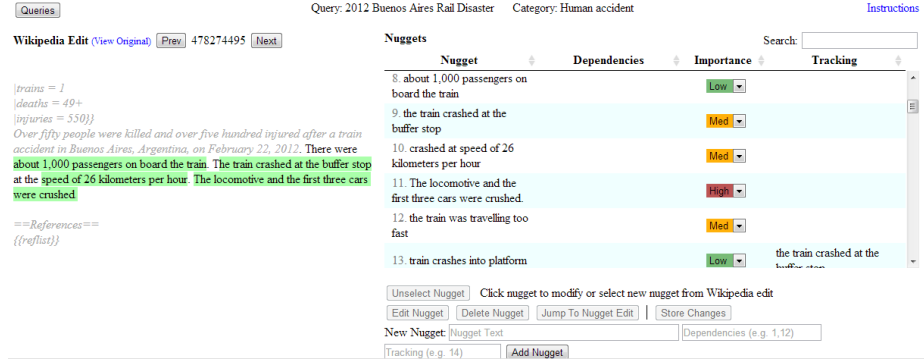 Queries
Query: 2012 Buenos Aires Rail Disaster Category: Human accident
Instructions
Wikipedia Edit (View Original) Prev 478274495 Next
|trains = 1
|deaths = 49+
|injuries = 550}}
Over fifty people were killed and over five hundred injured after a train
accident in Buenos Aires, Argentina, on February 22, 2012. There were
about 1,000 passengers on board the train. The train crashed at the buffer stop
at the speed of 26 kilometers per hour. The locomotive and the first three cars
were crushed.
==References==
{{reflist}}
Nuggets
Search:
Nugget Dependencies Importance Tracking
8. about 1,000 passengers on
board the train
Low
9. the train crashed at the
buffer stop
Med
10. crashed at speed of 26
kilometers per hour
Med
11. The locomotive and the
first three cars were crushed.
High
12. the train was travelling too
fast
Med
13. train crashes into platform
Low
the train crashed at the
buffer stop
Unselect Nugget Click nugget to modify or select new nugget from Wikipedia edit
Edit Nugget Delete Nugget Jump To Nugget Edit | Store Changes
New Nugget: Nugget Text Dependencies (e.g. 1,12)
Tracking (e.g. 14) Add Nugget